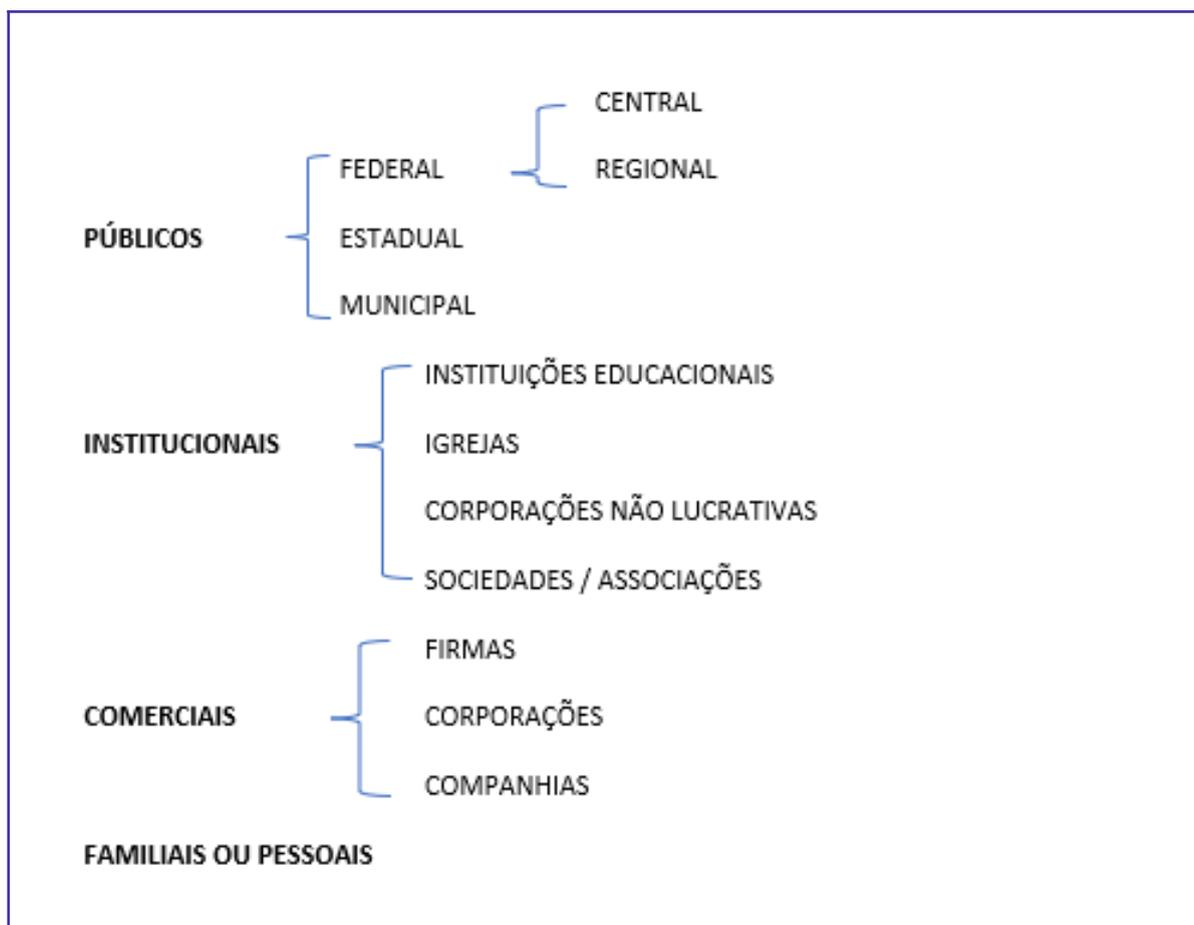 CENTRAL
FEDERAL
REGIONAL
PÚBLICOS
ESTADUAL
MUNICIPAL
INSTITUIÇÕES EDUCACIONAIS
INSTITUCIONAIS
IGREJAS
CORPORAÇÕES NÃO LUCRATIVAS
SOCIEDADES / ASSOCIAÇÕES
FIRMAS
COMERCIAIS
CORPORAÇÕES
COMPANHIAS
FAMILIAIS OU PESSOAIS